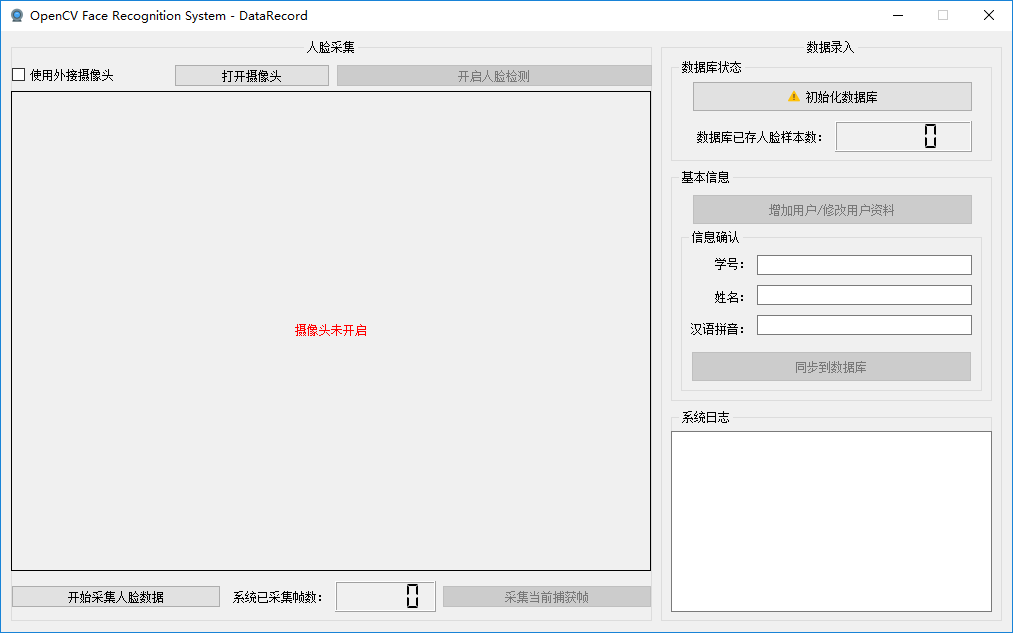 OpenCV Face Recognition System - DataRecord
人脸采集
使用外接摄像头
打开摄像头
开启人脸检测
摄像头未开启
开始采集人脸数据
系统已采集帧数：
0
采集当前捕获帧
数据录入
数据库状态
初始化数据库
数据库已存人脸样本数：
0
基本信息
增加用户/修改用户资料
信息确认
学号：
姓名：
汉语拼音：
同步到数据库
系统日志